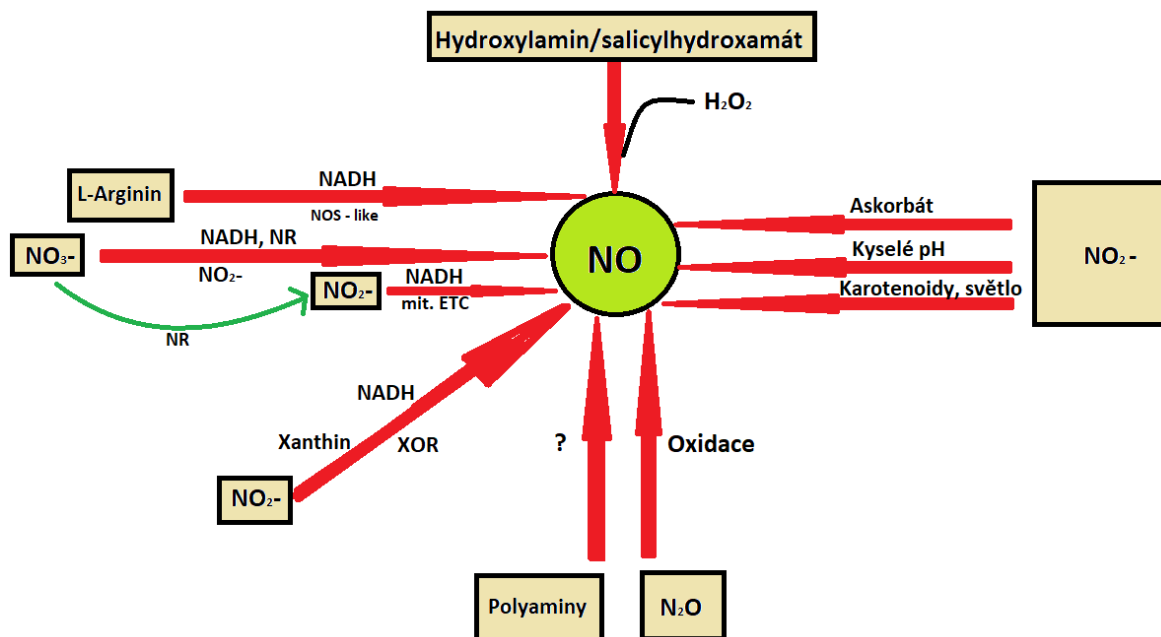 Hydroxylamin/salicylhydroxamát
H₂O₂
L-Arginin
NADH
NOS - like
NO₃-
NADH, NR
NO₂-
NO₂-
NADH
mit. ETC
NR
NO
Askorbát
Kyselé pH
Karotenoidy, světlo
NO₂ -
NADH
Xanthin
XOR
NO₂-
?
Oxidace
Polyaminy
N₂O